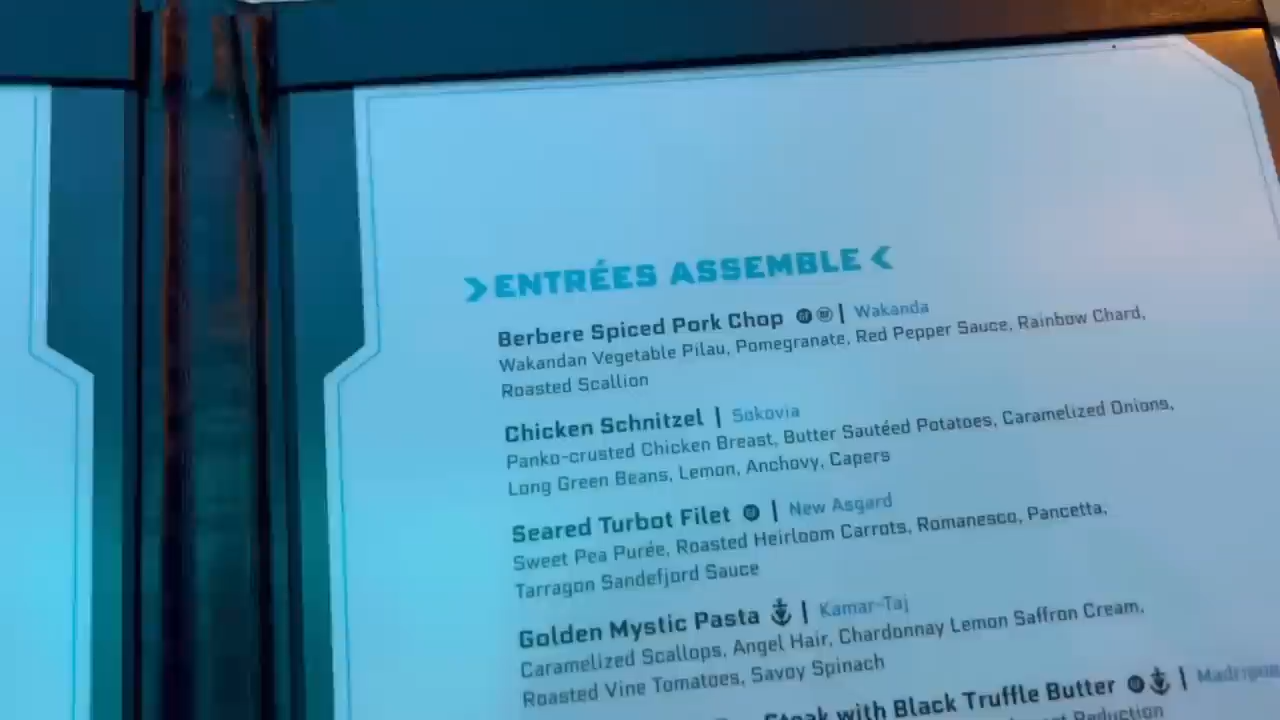 ENTRÉES ASSEMBLE
Berbere Spiced Pork Chop | Wakanda
Wakandan Vegetable Pilau, Pomegranate, Red Pepper Sauce, Rainbow Chard,
Roasted Scallion
Chicken Schnitzel | Sokovia
Panko-crusted Chicken Breast, Butter Sautéed Potatoes, Caramelized Onions,
Long Green Beans, Lemon, Anchovy, Capers
Seared Turbot Filet | New Asgard
Sweet Pea Purée, Roasted Heirloom Carrots, Romanesco, Pancetta,
Tarragon Sandefjord Sauce
Golden Mystic Pasta | Kamar-Taj
Caramelized Scallops, Angel Hair, Chardonnay Lemon Saffron Cream,
Roasted Vine Tomatoes, Savoy Spinach
Steak with Black Truffle Butter |
Reduction